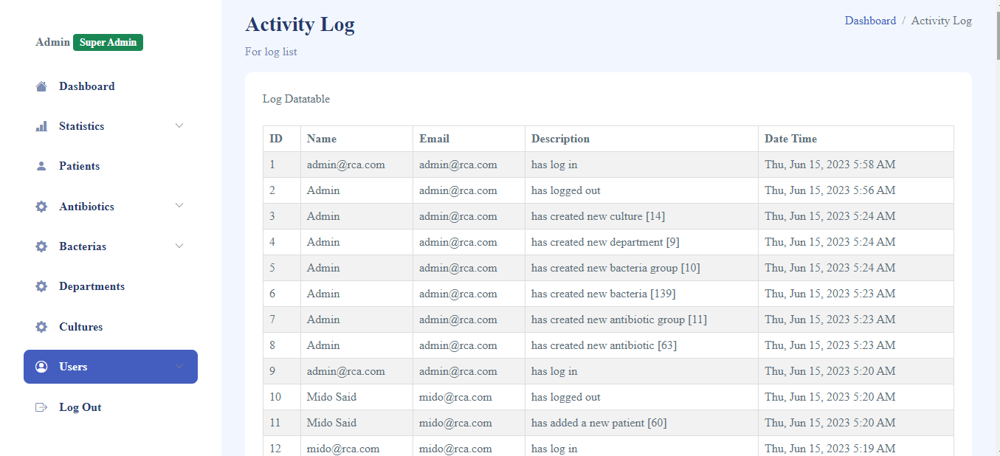 Admin Super Admin
Dashboard
Statistics
Patients
Antibiotics
Bacterias
Departments
Cultures
Users
Log Out
Activity Log
For log list
Dashboard / Activity Log
Log Datatable
ID Name Email Description Date Time
1 admin@rca.com admin@rca.com has log in Thu, Jun 15, 2023 5:58 AM
2 Admin admin@rca.com has logged out Thu, Jun 15, 2023 5:56 AM
3 Admin admin@rca.com has created new culture [14] Thu, Jun 15, 2023 5:24 AM
4 Admin admin@rca.com has created new department [9] Thu, Jun 15, 2023 5:24 AM
5 Admin admin@rca.com has created new bacteria group [10] Thu, Jun 15, 2023 5:24 AM
6 Admin admin@rca.com has created new bacteria [139] Thu, Jun 15, 2023 5:23 AM
7 Admin admin@rca.com has created new antibiotic group [11] Thu, Jun 15, 2023 5:23 AM
8 Admin admin@rca.com has created new antibiotic [63] Thu, Jun 15, 2023 5:23 AM
9 admin@rca.com admin@rca.com has log in Thu, Jun 15, 2023 5:20 AM
10 Mido Said mido@rca.com has logged out Thu, Jun 15, 2023 5:20 AM
11 Mido Said mido@rca.com has added a new patient [60] Thu, Jun 15, 2023 5:20 AM
12 mido@rca.com mido@rca.com has log in Thu, Jun 15, 2023 5:19 AM